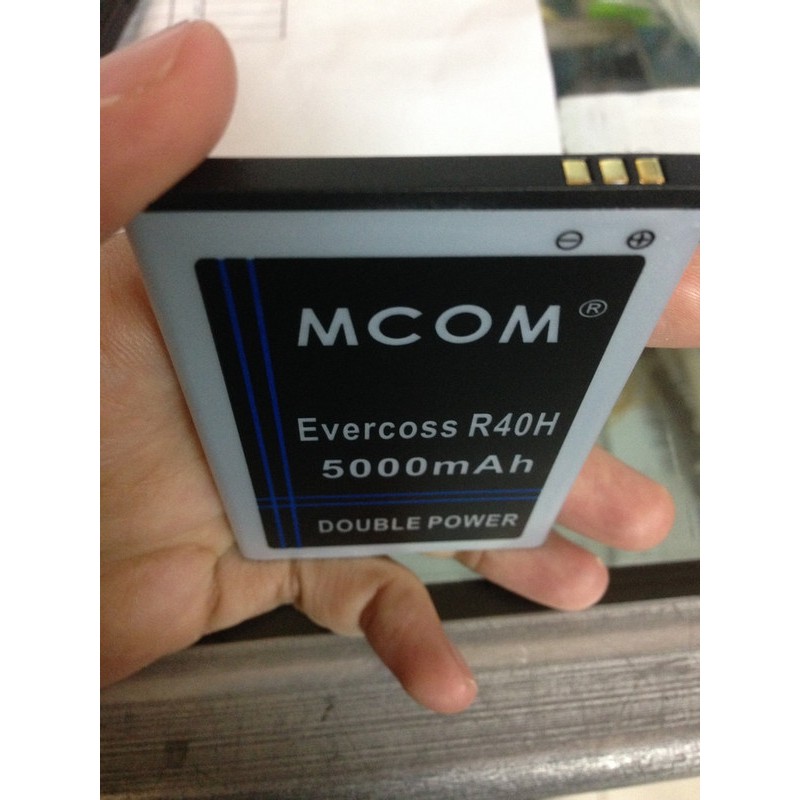 ⊖ ⊕
MCOM®
Evercoss R40H
5000mAh
DOUBLE POWER